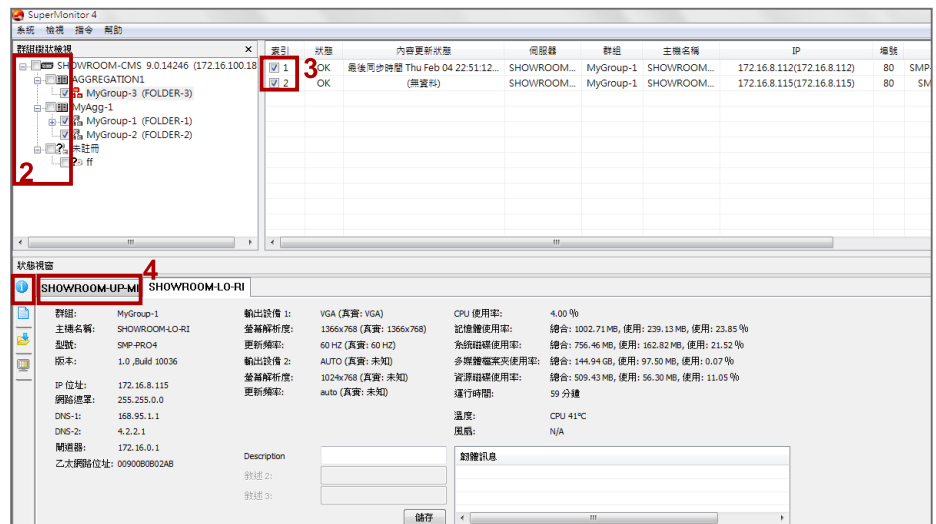 SuperMonitor 4
系統 檢視 指令 幫助
群組樹狀檢視
SHOWROOM-CMS 9.0.14246 (172.16.100.18
AGGREGATION1
MyGroup-3 (FOLDER-3)
MyAgg-1
MyGroup-1 (FOLDER-1)
MyGroup-2 (FOLDER-2)
未註冊
ff
2
索引 狀態 內容更新狀態 伺服器 群組 主機名稱 IP 埠號
1 OK 最後同步時間 Thu Feb 04 22:51:12... SHOWROOM... MyGroup-1 SHOWROOM... 172.16.8.112(172.16.8.112) 80 SMP-
2 OK (無資料) SHOWROOM... MyGroup-1 SHOWROOM... 172.16.8.115(172.16.8.115) 80 SM
3
狀態視窗
4
SHOWROOM-UP-MI SHOWROOM-LO-RI
群組: MyGroup-1
主機名稱: SHOWROOM-LO-RI
型號: SMP-PRO4
版本: 1.0 ,Build 10036
IP 位址: 172.16.8.115
網路遮罩: 255.255.0.0
DNS-1: 168.95.1.1
DNS-2: 4.2.2.1
閘道器: 172.16.0.1
乙太網路位址: 00900B0B02AB
輸出設備 1: VGA (真實: VGA)
螢幕解析度: 1366x768 (真實: 1366x768)
更新頻率: 60 HZ (真實: 60 HZ)
輸出設備 2: AUTO (真實: 未知)
螢幕解析度: 1024x768 (真實: 未知)
更新頻率: auto (真實: 未知)
Description
敘述 2:
敘述 3:
儲存
CPU 使用率: 4.00 %
記憶體使用率: 總合: 1002.71 MB, 使用: 239.13 MB, 使用: 23.85 %
系統磁碟使用率: 總合: 756.46 MB, 使用: 162.82 MB, 使用: 21.52 %
多媒體檔案夾使用率: 總合: 144.94 GB, 使用: 97.50 MB, 使用: 0.07 %
資源磁碟使用率: 總合: 509.43 MB, 使用: 56.30 MB, 使用: 11.05 %
運行時間: 59 分鐘
溫度: CPU 41°C
風扇: N/A
韌體訊息